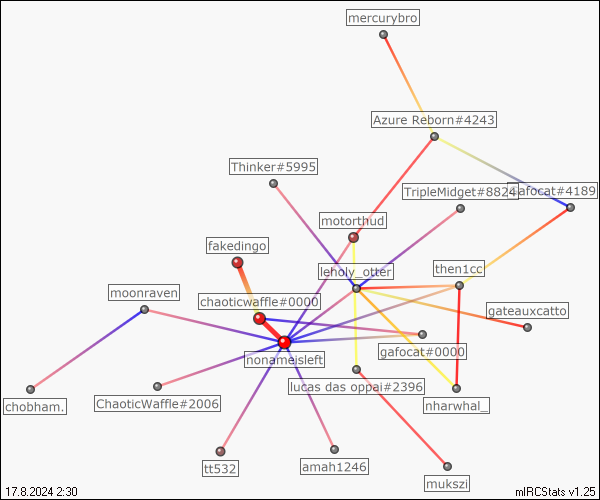 mercurybro
Azure Reborn#4243
Thinker#5995
TripleMidget#8824
afocat#4189
motorthud
fakedingo
leholy_otter
then1cc
moonraven
chaoticwaffle#0000
gateauxcatto
gafocat#0000
nonameisleft
lucas das oppai#2396
chobham.
ChaoticWaffle#2006
nharwhal_
tt532
amah1246
mukszi
17.8.2024 2:30
mIRCStats v1.25